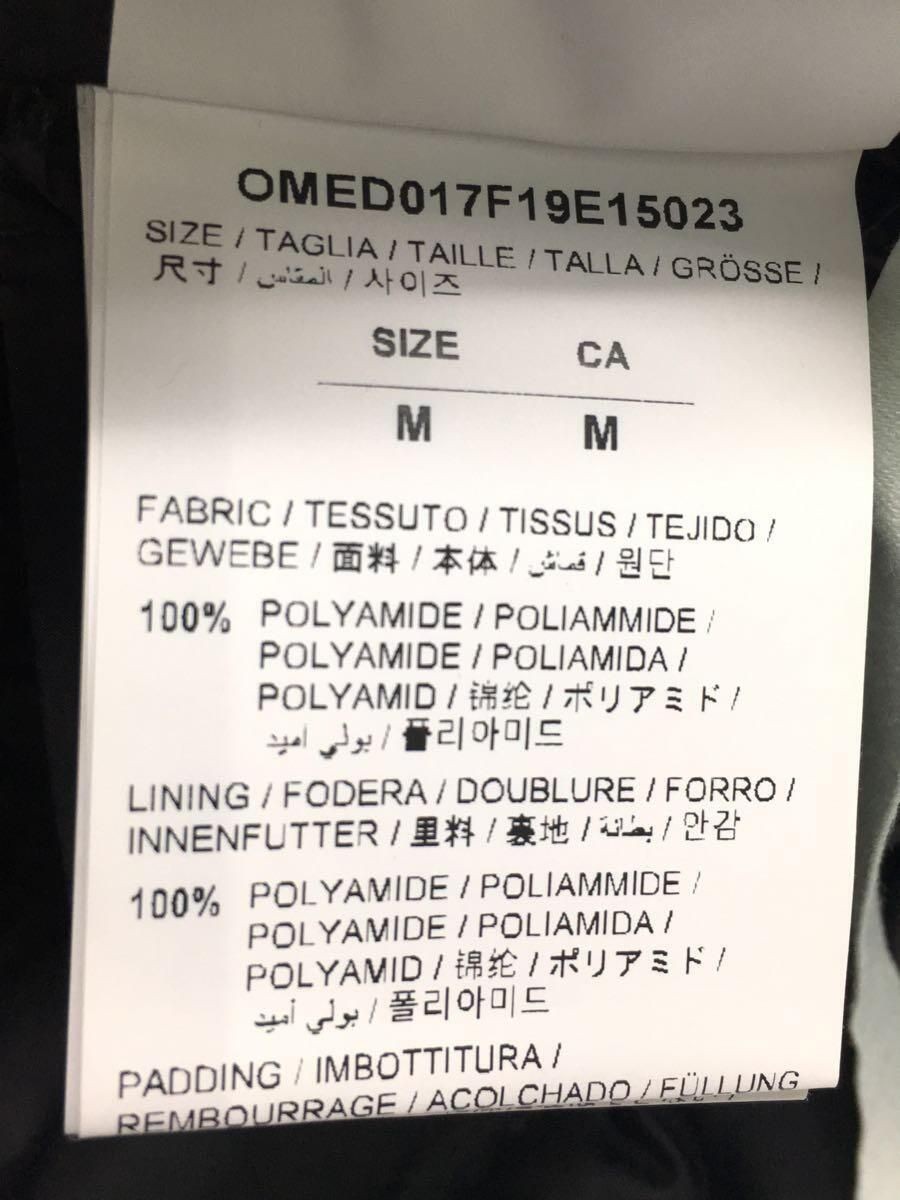 OMED017F19E15023
SIZE / TAGLIA / TAILLE / TALLA / GRÖSSE /
尺寸 / المقاس / 사이즈
SIZE CA
M M
FABRIC / TESSUTO / TISSUS / TEJIDO /
GEWEBE / 面料 / 本体 / قماش / 원단
100% POLYAMIDE / POLIAMMIDE /
POLYAMIDE / POLIAMIDA /
POLYAMID / 锦纶 / ポリアミド /
بولي أميد / 폴리아미드
LINING / FODERA / DOUBLURE / FORRO /
INNENFUTTER / 里料 / 裏地 / بطانة / 안감
100% POLYAMIDE / POLIAMMIDE /
POLYAMIDE / POLIAMIDA /
POLYAMID / 锦纶 / ポリアミド /
بولي أميد / 폴리아미드
PADDING / IMBOTTITURA /
REMBOURRAGE / ACOLCHADO / FÜLLUNG